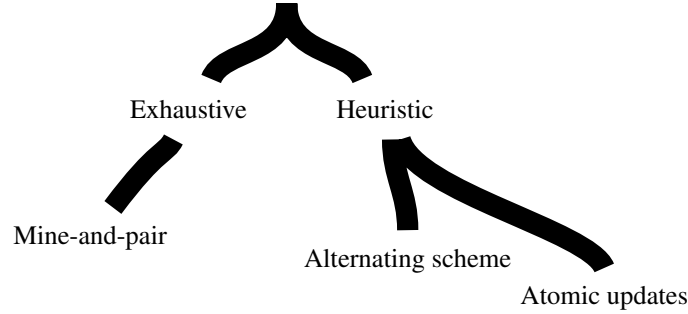 Exhaustive
Heuristic
Mine-and-pair
Alternating scheme
Atomic updates